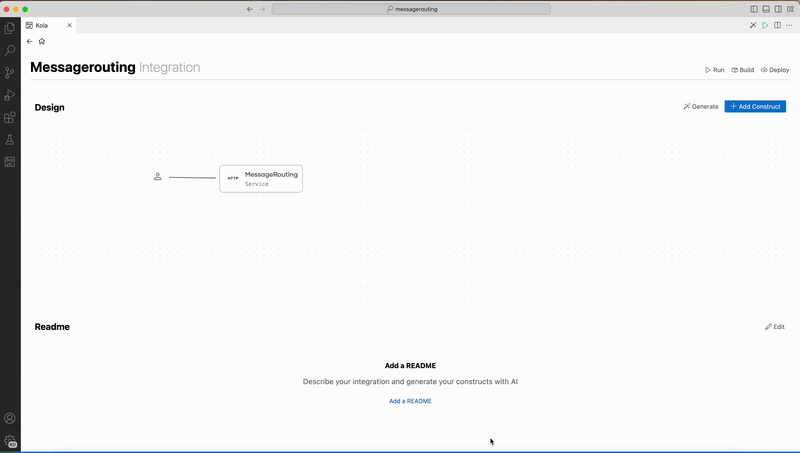 messagerouting
Kola
Messagerouting Integration
Run
Build
Deploy
Design
Generate
Add Construct
HTTP
MessageRouting
Service
Readme
Edit
Add a README
Describe your integration and generate your constructs with AI
Add a README